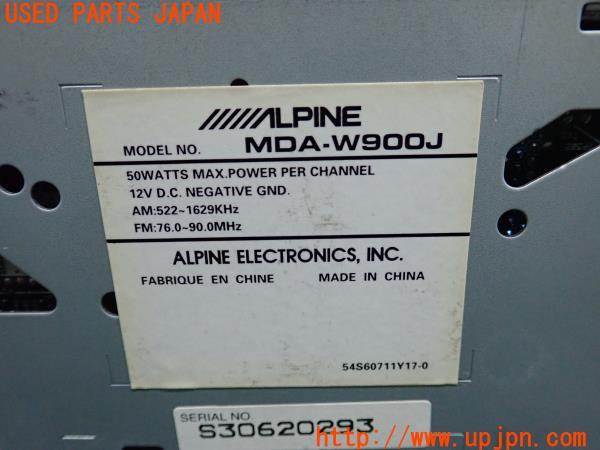 USED PARTS JAPAN
ALPINE
MODEL NO. MDA-W900J
50WATTS MAX.POWER PER CHANNEL
12V D.C. NEGATIVE GND.
AM:522~1629KHz
FM:76.0~90.0MHz
ALPINE ELECTRONICS, INC.
FABRIQUE EN CHINE MADE IN CHINA
54S60711Y17-0
SERIAL NO.
S30620293
http://www.upjpn.com